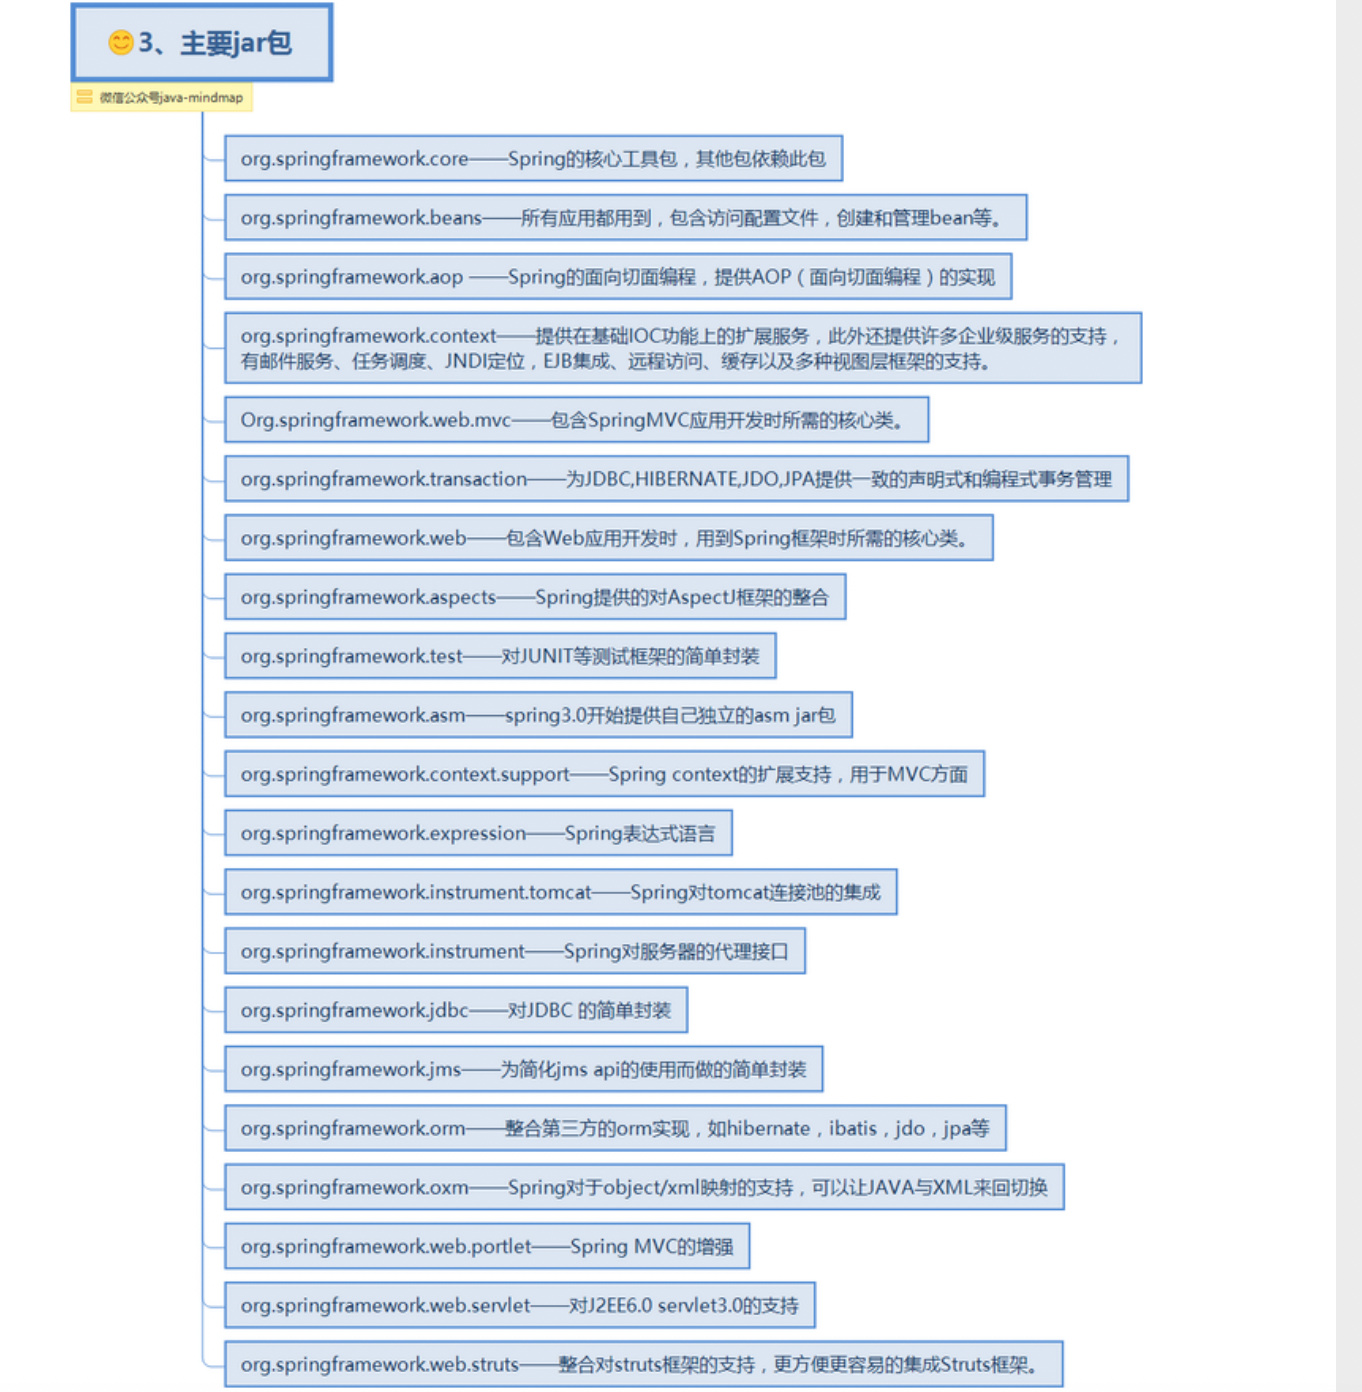 😊3、主要jar包
微信公众号java-mindmap
org.springframework.core——Spring的核心工具包，其他包依赖此包
org.springframework.beans——所有应用都用到，包含访问配置文件，创建和管理bean等。
org.springframework.aop ——Spring的面向切面编程，提供AOP（面向切面编程）的实现
org.springframework.context——提供在基础IOC功能上的扩展服务，此外还提供许多企业级服务的支持，
有邮件服务、任务调度、JNDI定位，EJB集成、远程访问、缓存以及多种视图层框架的支持。
Org.springframework.web.mvc——包含SpringMVC应用开发时所需的核心类。
org.springframework.transaction——为JDBC,HIBERNATE,JDO,JPA提供一致的声明式和编程式事务管理
org.springframework.web——包含Web应用开发时，用到Spring框架时所需的核心类。
org.springframework.aspects——Spring提供的对AspectJ框架的整合
org.springframework.test——对JUNIT等测试框架的简单封装
org.springframework.asm——spring3.0开始提供自己独立的asm jar包
org.springframework.context.support——Spring context的扩展支持，用于MVC方面
org.springframework.expression——Spring表达式语言
org.springframework.instrument.tomcat——Spring对tomcat连接池的集成
org.springframework.instrument——Spring对服务器的代理接口
org.springframework.jdbc——对JDBC 的简单封装
org.springframework.jms——为简化jms api的使用而做的简单封装
org.springframework.orm——整合第三方的orm实现，如hibernate，ibatis，jdo，jpa等
org.springframework.oxm——Spring对于object/xml映射的支持，可以让JAVA与XML来回切换
org.springframework.web.portlet——Spring MVC的增强
org.springframework.web.servlet——对J2EE6.0 servlet3.0的支持
org.springframework.web.struts——整合对struts框架的支持，更方便更容易的集成Struts框架。